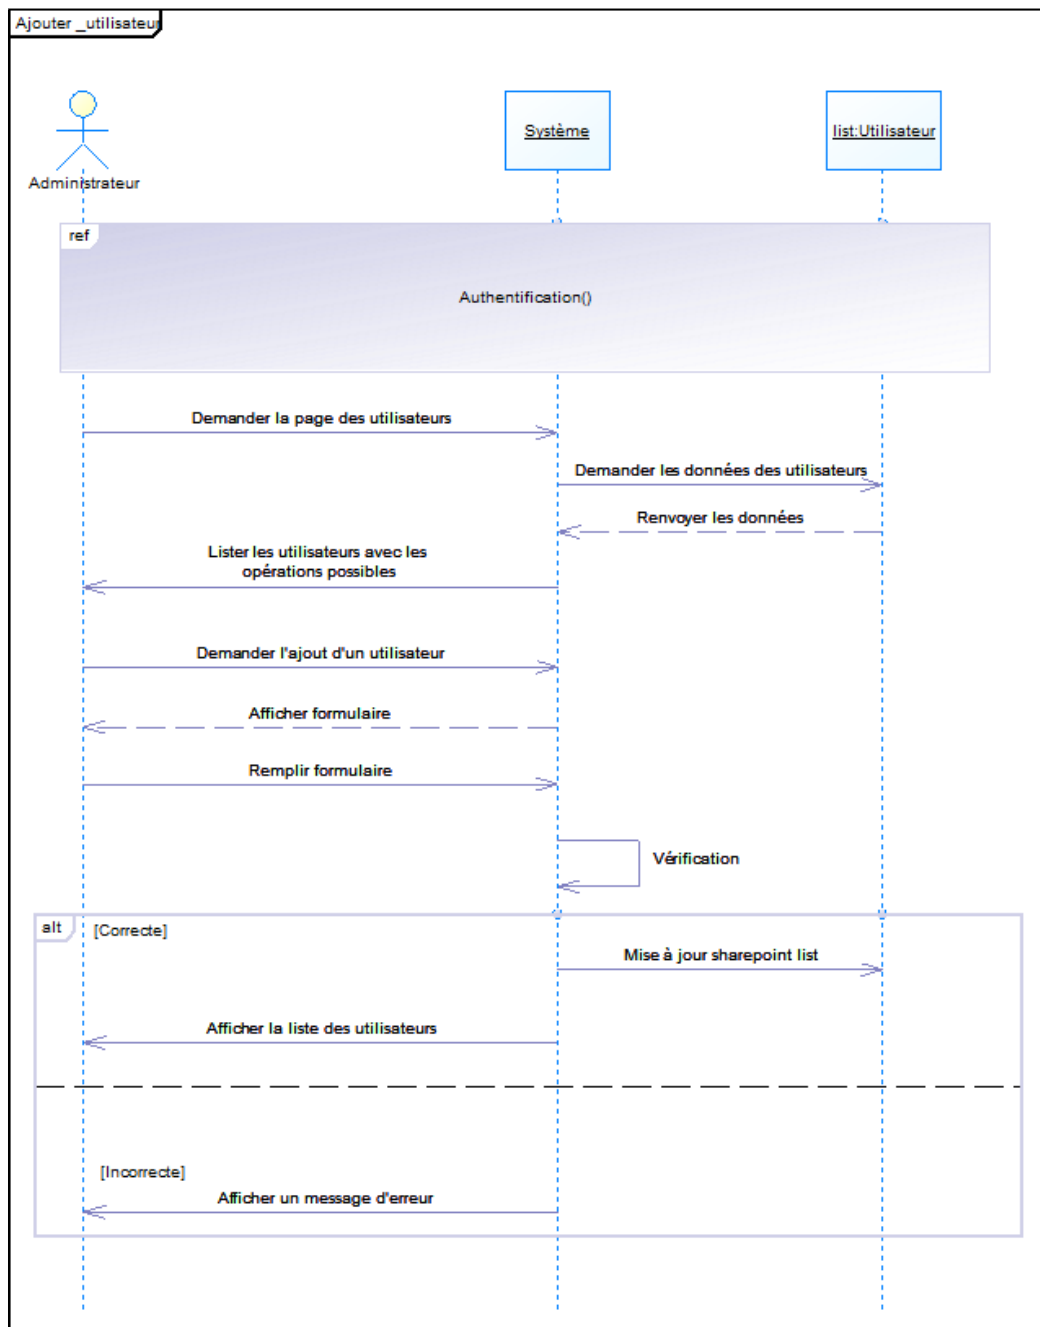 Ajouter _utilisateur
Système
list:Utilisateur
Administrateur
ref
Authentification()
Demander la page des utilisateurs
Demander les données des utilisateurs
Renvoyer les données
Lister les utilisateurs avec les
opérations possibles
Demander l'ajout d'un utilisateur
Afficher formulaire
Remplir formulaire
Vérification
alt
[Correcte]
Mise à jour sharepoint list
Afficher la liste des utilisateurs
[Incorrecte]
Afficher un message d'erreur